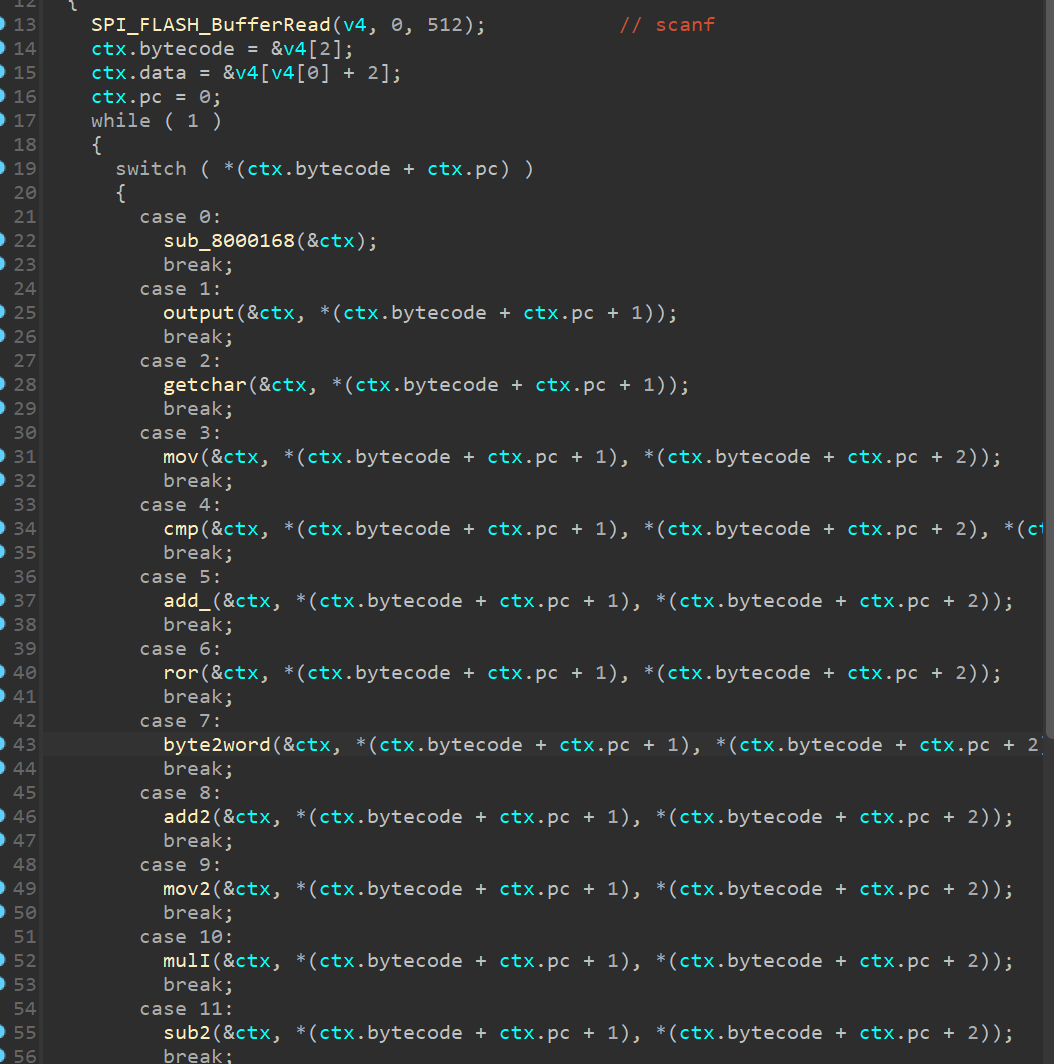 12 {
13 SPI_FLASH_BufferRead(v4, 0, 512); // scanf
14 ctx.bytecode = &v4[2];
15 ctx.data = &v4[v4[0] + 2];
16 ctx.pc = 0;
17 while ( 1 )
18 {
19 switch ( *(ctx.bytecode + ctx.pc) )
20 {
21 case 0:
22 sub_8000168(&ctx);
23 break;
24 case 1:
25 output(&ctx, *(ctx.bytecode + ctx.pc + 1));
26 break;
27 case 2:
28 getchar(&ctx, *(ctx.bytecode + ctx.pc + 1));
29 break;
30 case 3:
31 mov(&ctx, *(ctx.bytecode + ctx.pc + 1), *(ctx.bytecode + ctx.pc + 2));
32 break;
33 case 4:
34 cmp(&ctx, *(ctx.bytecode + ctx.pc + 1), *(ctx.bytecode + ctx.pc + 2), *(ct
35 break;
36 case 5:
37 add_(&ctx, *(ctx.bytecode + ctx.pc + 1), *(ctx.bytecode + ctx.pc + 2));
38 break;
39 case 6:
40 ror(&ctx, *(ctx.bytecode + ctx.pc + 1), *(ctx.bytecode + ctx.pc + 2));
41 break;
42 case 7:
43 byte2word(&ctx, *(ctx.bytecode + ctx.pc + 1), *(ctx.bytecode + ctx.pc + 2)
44 break;
45 case 8:
46 add2(&ctx, *(ctx.bytecode + ctx.pc + 1), *(ctx.bytecode + ctx.pc + 2));
47 break;
48 case 9:
49 mov2(&ctx, *(ctx.bytecode + ctx.pc + 1), *(ctx.bytecode + ctx.pc + 2));
50 break;
51 case 10:
52 mulI(&ctx, *(ctx.bytecode + ctx.pc + 1), *(ctx.bytecode + ctx.pc + 2));
53 break;
54 case 11:
55 sub2(&ctx, *(ctx.bytecode + ctx.pc + 1), *(ctx.bytecode + ctx.pc + 2));
56 break;